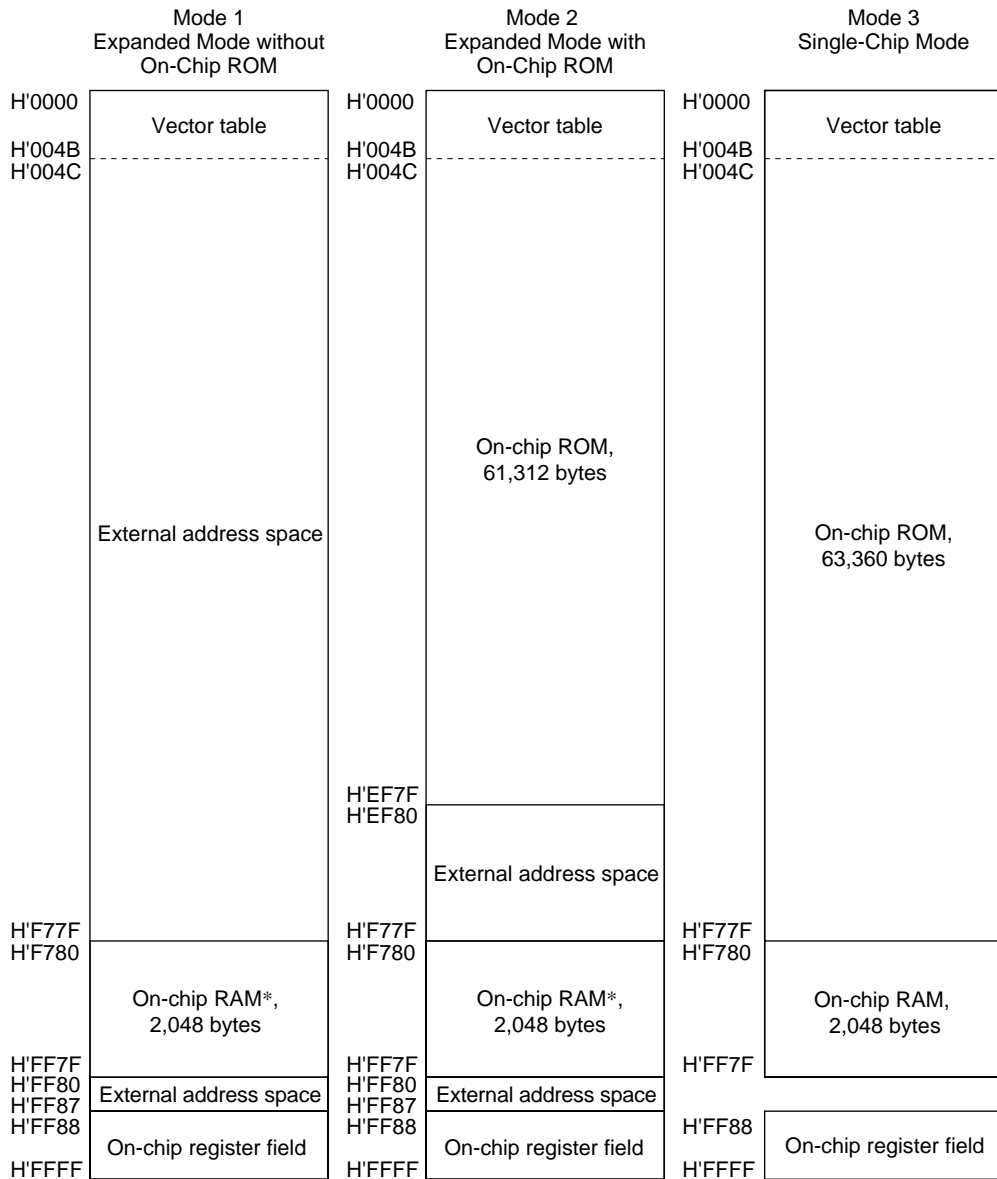 Mode 1
Expanded Mode without
On-Chip ROM
H'0000
Vector table
H'004B
H'004C
External address space
H'F77F
H'F780
On-chip RAM*,
2,048 bytes
H'FF7F
H'FF80
External address space
H'FF87
H'FF88
On-chip register field
H'FFFF
Mode 2
Expanded Mode with
On-Chip ROM
H'0000
Vector table
H'004B
H'004C
On-chip ROM,
61,312 bytes
H'EF7F
H'EF80
External address space
H'F77F
H'F780
On-chip RAM*,
2,048 bytes
H'FF7F
H'FF80
External address space
H'FF87
H'FF88
On-chip register field
H'FFFF
Mode 3
Single-Chip Mode
H'0000
Vector table
H'004B
H'004C
On-chip ROM,
63,360 bytes
H'F77F
H'F780
On-chip RAM,
2,048 bytes
H'FF7F
H'FF88
On-chip register field
H'FFFF